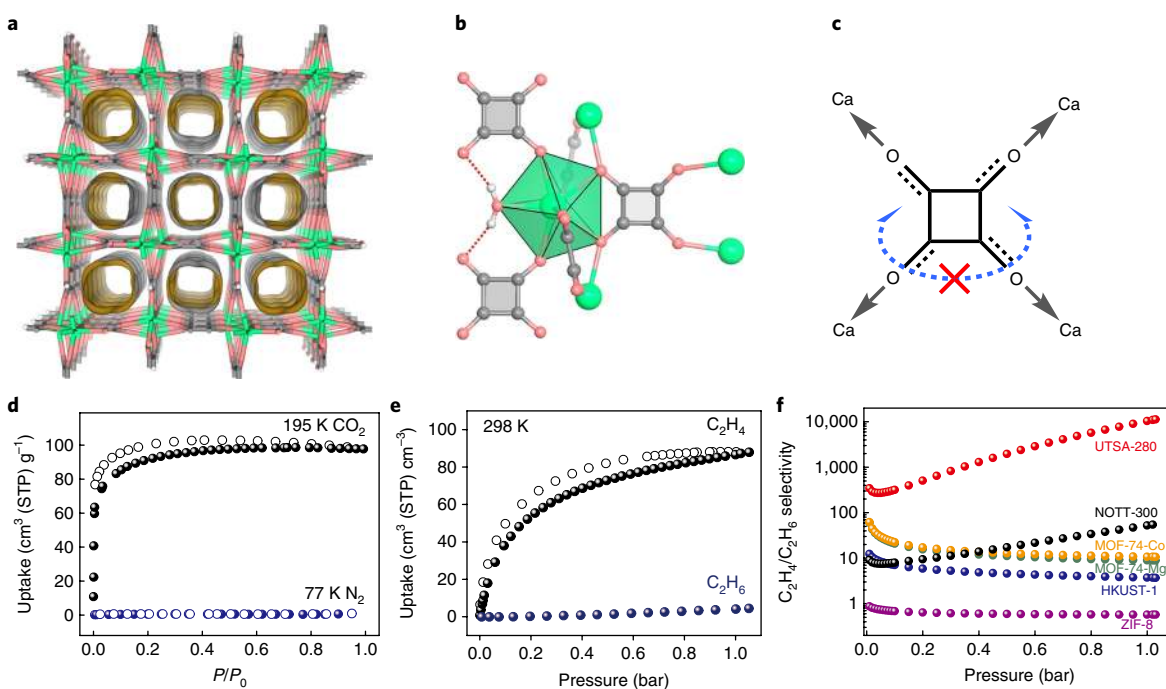 a
b
c
Ca
Ca
O
O
O
O
Ca
Ca
d
195 K CO₂
77 K N₂
Uptake (cm³ (STP) g⁻¹)
120
100
80
60
40
20
0
0.0 0.2 0.4 0.6 0.8 1.0
P/P₀
e
298 K
C₂H₄
C₂H₆
Uptake (cm³ (STP) cm⁻³)
120
100
80
60
40
20
0
0.0 0.2 0.4 0.6 0.8 1.0
Pressure (bar)
f
C₂H₄/C₂H₆ selectivity
10,000
1,000
100
10
1
UTSA-280
NOTT-300
MOF-74-Co
MOF-74-Mg
HKUST-1
ZIF-8
0.0 0.2 0.4 0.6 0.8 1.0
Pressure (bar)